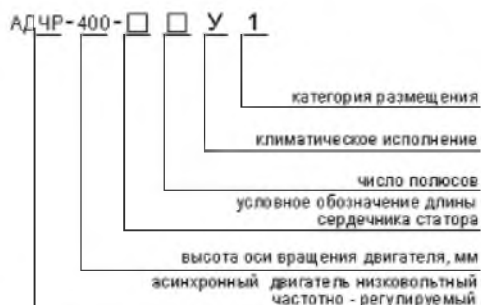 АДЧР-400-□ □ У 1
категория размещения
климатическое исполнение
число полюсов
условное обозначение длины
сердечника статора
высота оси вращения двигателя, мм
асинхронный двигатель низковольтный
частотно - регулируемый